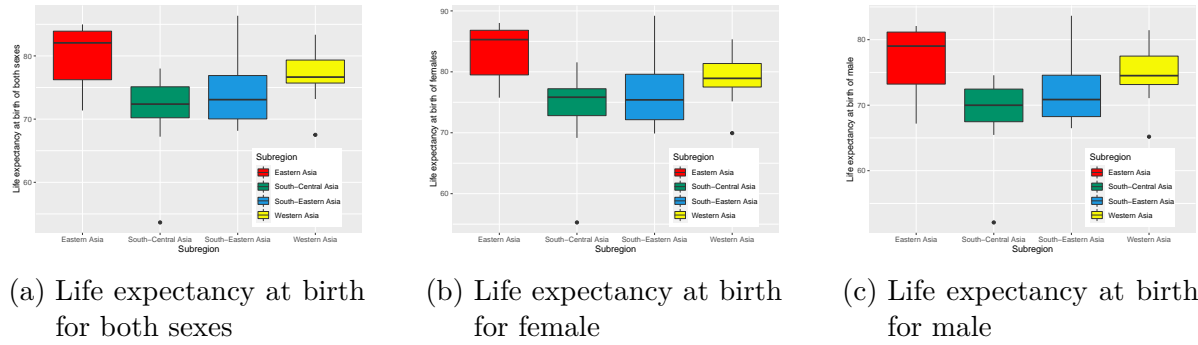 Life expectancy at birth of both sexes
80
70
60
Subregion
Eastern Asia
South−Central Asia
South−Eastern Asia
Western Asia
Eastern Asia South−Central Asia South−Eastern Asia Western Asia
Subregion
(a) Life expectancy at birth
for both sexes
Life expectancy at birth of females
90
80
70
60
Subregion
Eastern Asia
South−Central Asia
South−Eastern Asia
Western Asia
Eastern Asia South−Central Asia South−Eastern Asia Western Asia
Subregion
(b) Life expectancy at birth
for female
Life expectancy at birth of male
80
70
60
Subregion
Eastern Asia
South−Central Asia
South−Eastern Asia
Western Asia
Eastern Asia South−Central Asia South−Eastern Asia Western Asia
Subregion
(c) Life expectancy at birth
for male